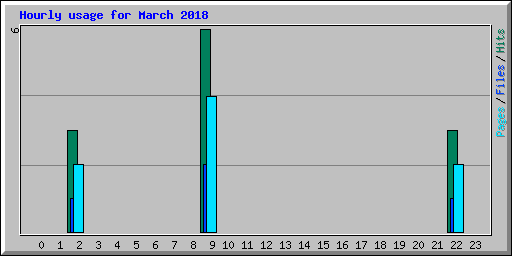 Hourly usage for March 2018
6
Pages/Files/Hits
0 1 2 3 4 5 6 7 8 9 10 11 12 13 14 15 16 17 18 19 20 21 22 23